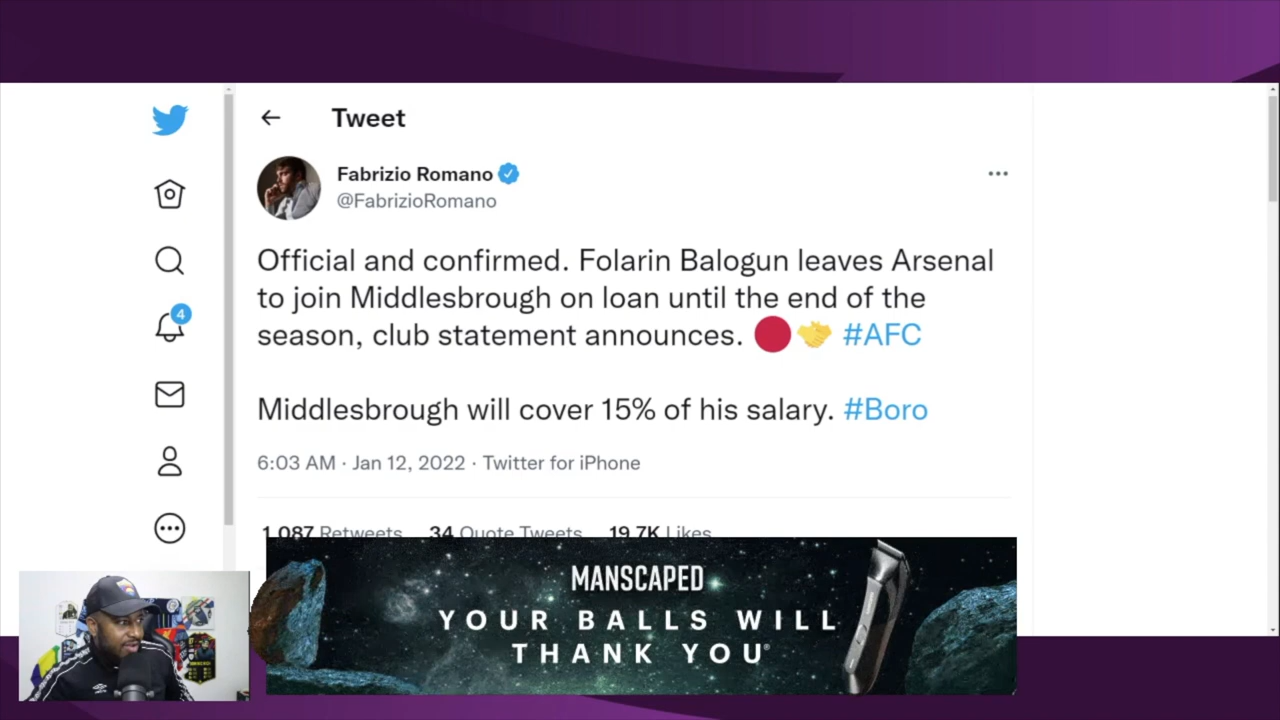 Tweet
Fabrizio Romano
@FabrizioRomano
Official and confirmed. Folarin Balogun leaves Arsenal
to join Middlesbrough on loan until the end of the
season, club statement announces. 🔴🤝 #AFC
Middlesbrough will cover 15% of his salary. #Boro
6:03 AM · Jan 12, 2022 · Twitter for iPhone
1,087 Retweets 34 Quote Tweets 19.7K Likes
4
MANSCAPED
YOUR BALLS WILL
THANK YOU®